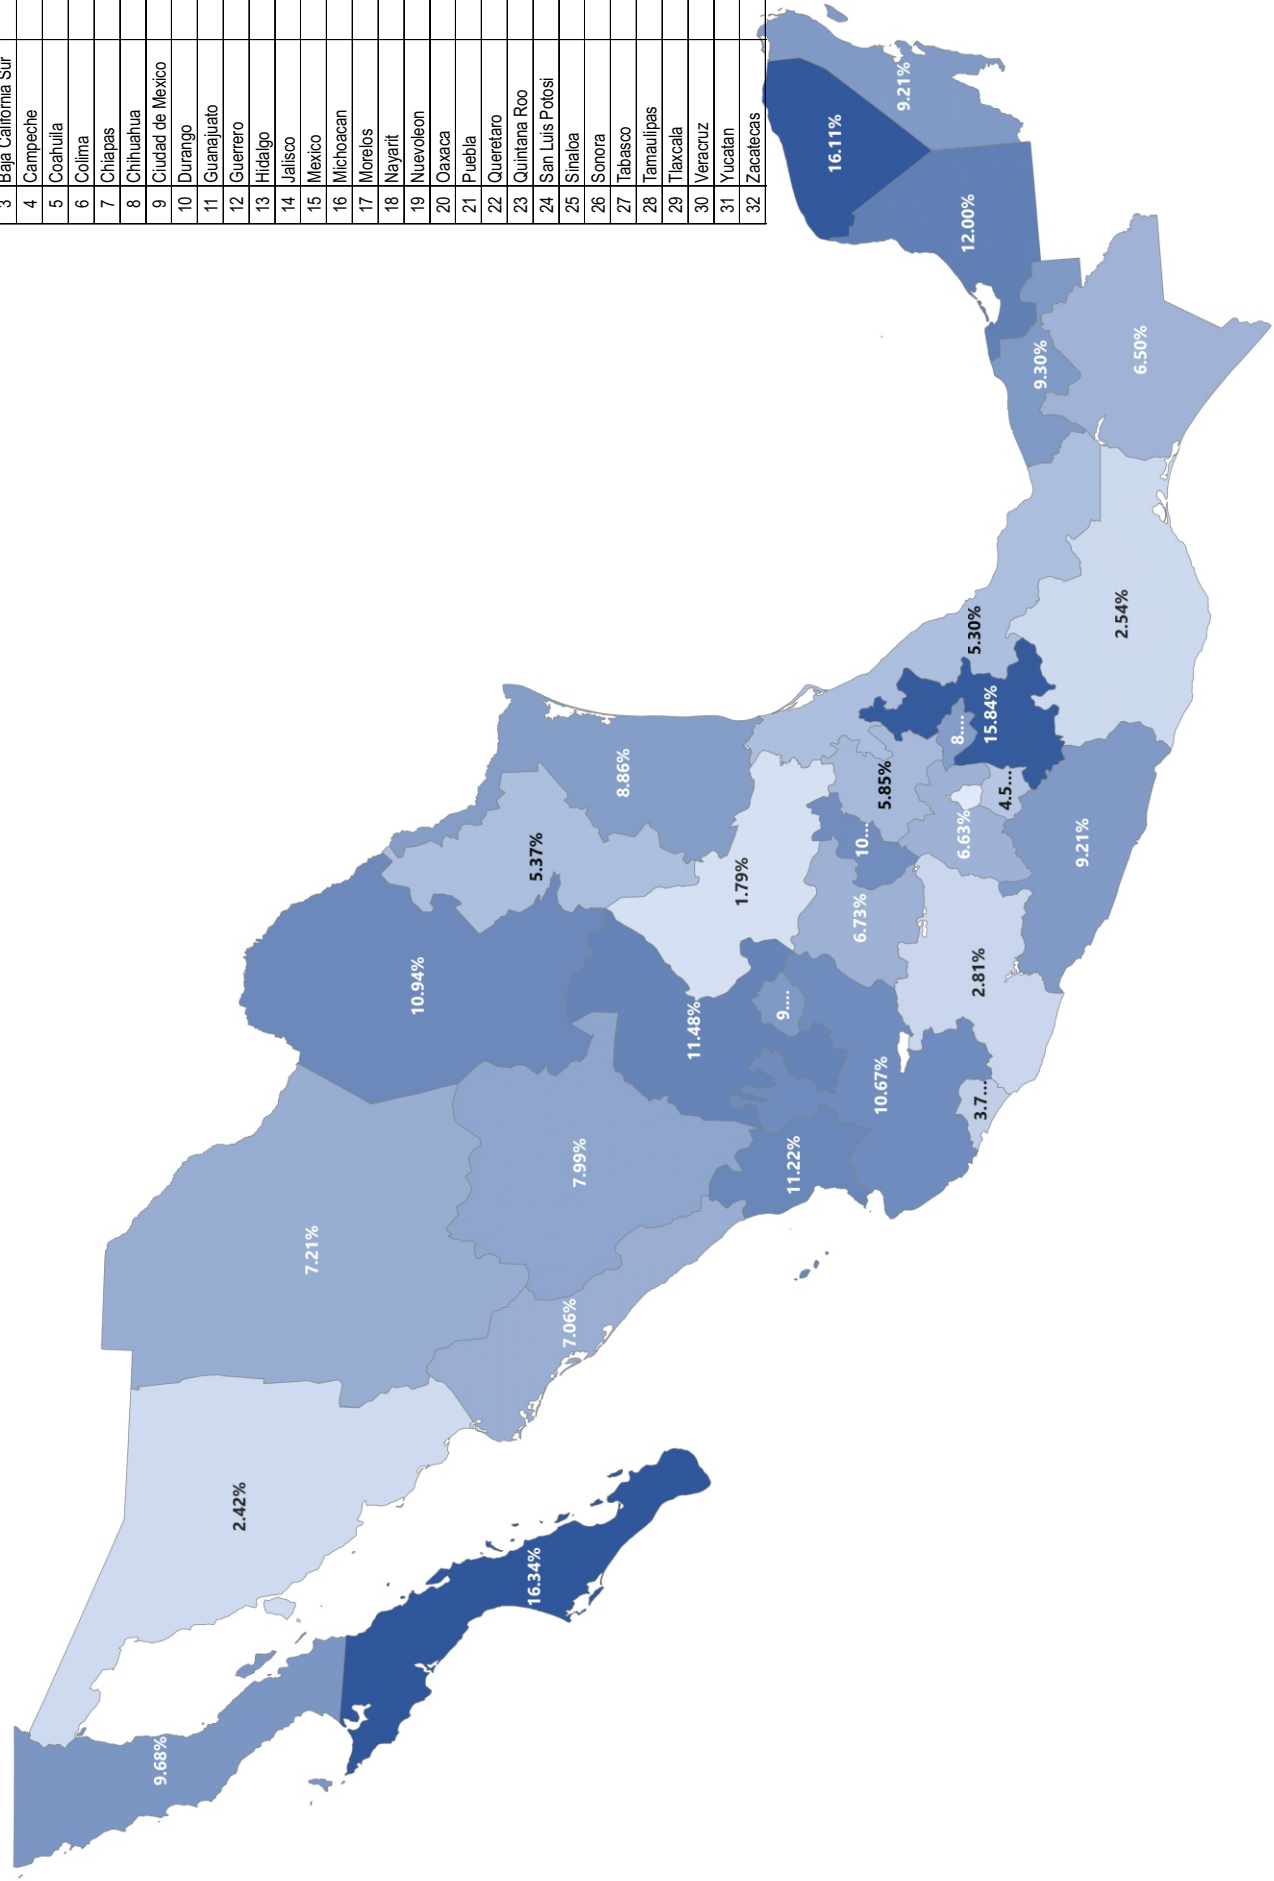 3 Baja California Sur
4 Campeche
5 Coahuila
6 Colima
7 Chiapas
8 Chihuahua
9 Ciudad de Mexico
10 Durango
11 Guanajuato
12 Guerrero
13 Hidalgo
14 Jalisco
15 Mexico
16 Michoacan
17 Morelos
18 Nayarit
19 Nuevoleon
20 Oaxaca
21 Puebla
22 Queretaro
23 Quintana Roo
24 San Luis Potosi
25 Sinaloa
26 Sonora
27 Tabasco
28 Tamaulipas
29 Tlaxcala
30 Veracruz
31 Yucatan
32 Zacatecas
9.68%
2.42%
16.34%
7.21%
10.94%
5.37%
7.06%
7.99%
8.86%
11.48%
1.79%
11.22%
9....
10.67%
6.73%
10...
5.85%
3.7...
2.81%
6.63%
4.5...
8....
15.84%
5.30%
9.21%
2.54%
9.30%
6.50%
12.00%
16.11%
9.21%